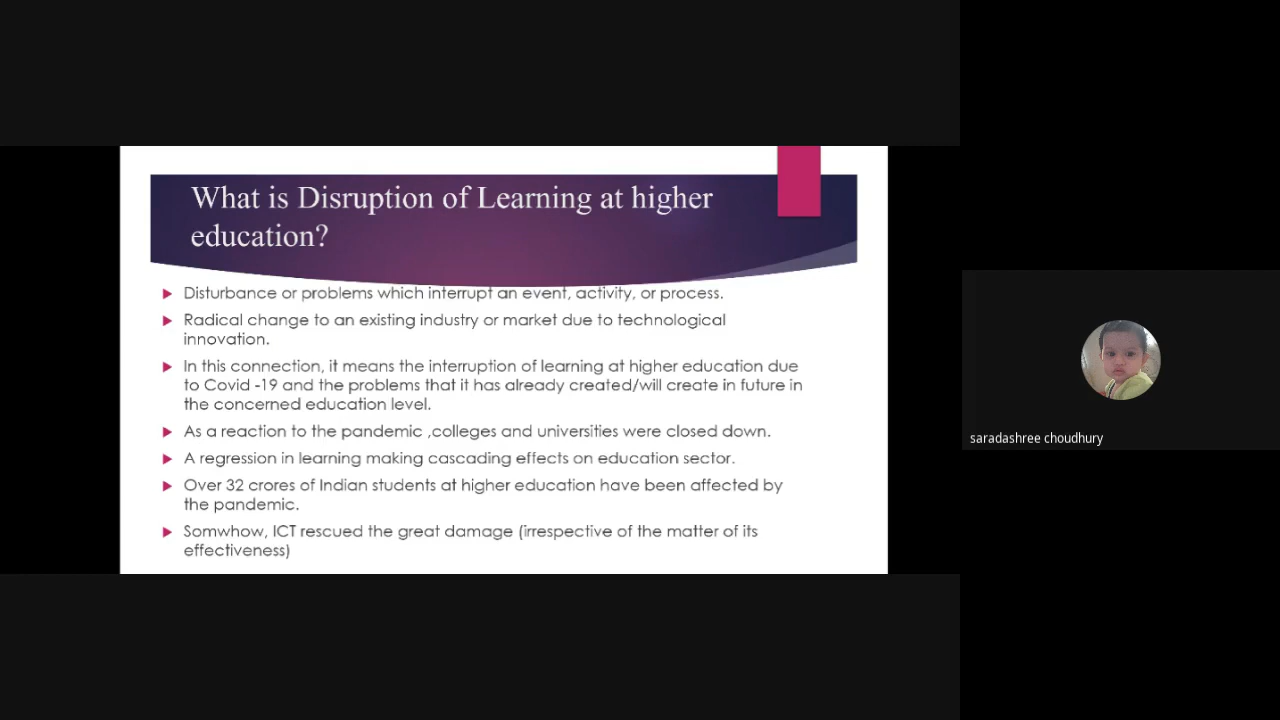 What is Disruption of Learning at higher
education?
Disturbance or problems which interrupt an event, activity, or process.
Radical change to an existing industry or market due to technological
innovation.
In this connection, it means the interruption of learning at higher education due
to Covid -19 and the problems that it has already created/will create in future in
the concerned education level.
As a reaction to the pandemic ,colleges and universities were closed down.
A regression in learning making cascading effects on education sector.
Over 32 crores of Indian students at higher education have been affected by
the pandemic.
Somwhow, ICT rescued the great damage (irrespective of the matter of its
effectiveness)
saradashree choudhury